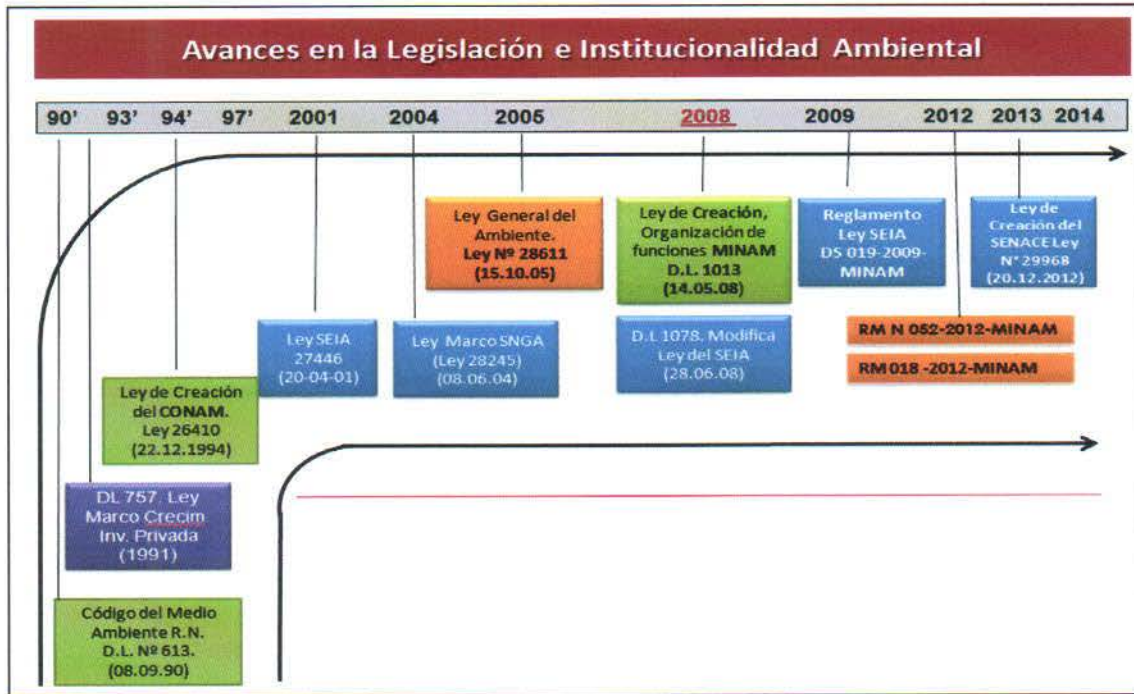 Avances en la Legislación e Institucionalidad Ambiental
90' 93' 94' 97' 2001 2004 2005 2008 2009 2012 2013 2014
Ley General del
Ambiente.
Ley Nº 28611
(15.10.05)
Ley de Creación,
Organización de
funciones MINAM
D.L. 1013
(14.05.08)
Reglamento
Ley SEIA
DS 019-2009-
MINAM
Ley de
Creación del
SENACE Ley
N° 29968
(20.12.2012)
Ley SEIA
27446
(20-04-01)
Ley Marco SNGA
(Ley 28245)
(08.06.04)
D.L 1078. Modifica
Ley del SEIA
(28.06.08)
RM N 052-2012-MINAM
RM 018 -2012-MINAM
Ley de Creación
del CONAM.
Ley 26410
(22.12.1994)
DL 757. Ley
Marco Crecim
Inv. Privada
(1991)
Código del Medio
Ambiente R.N.
D.L. Nº 613.
(08.09.90)